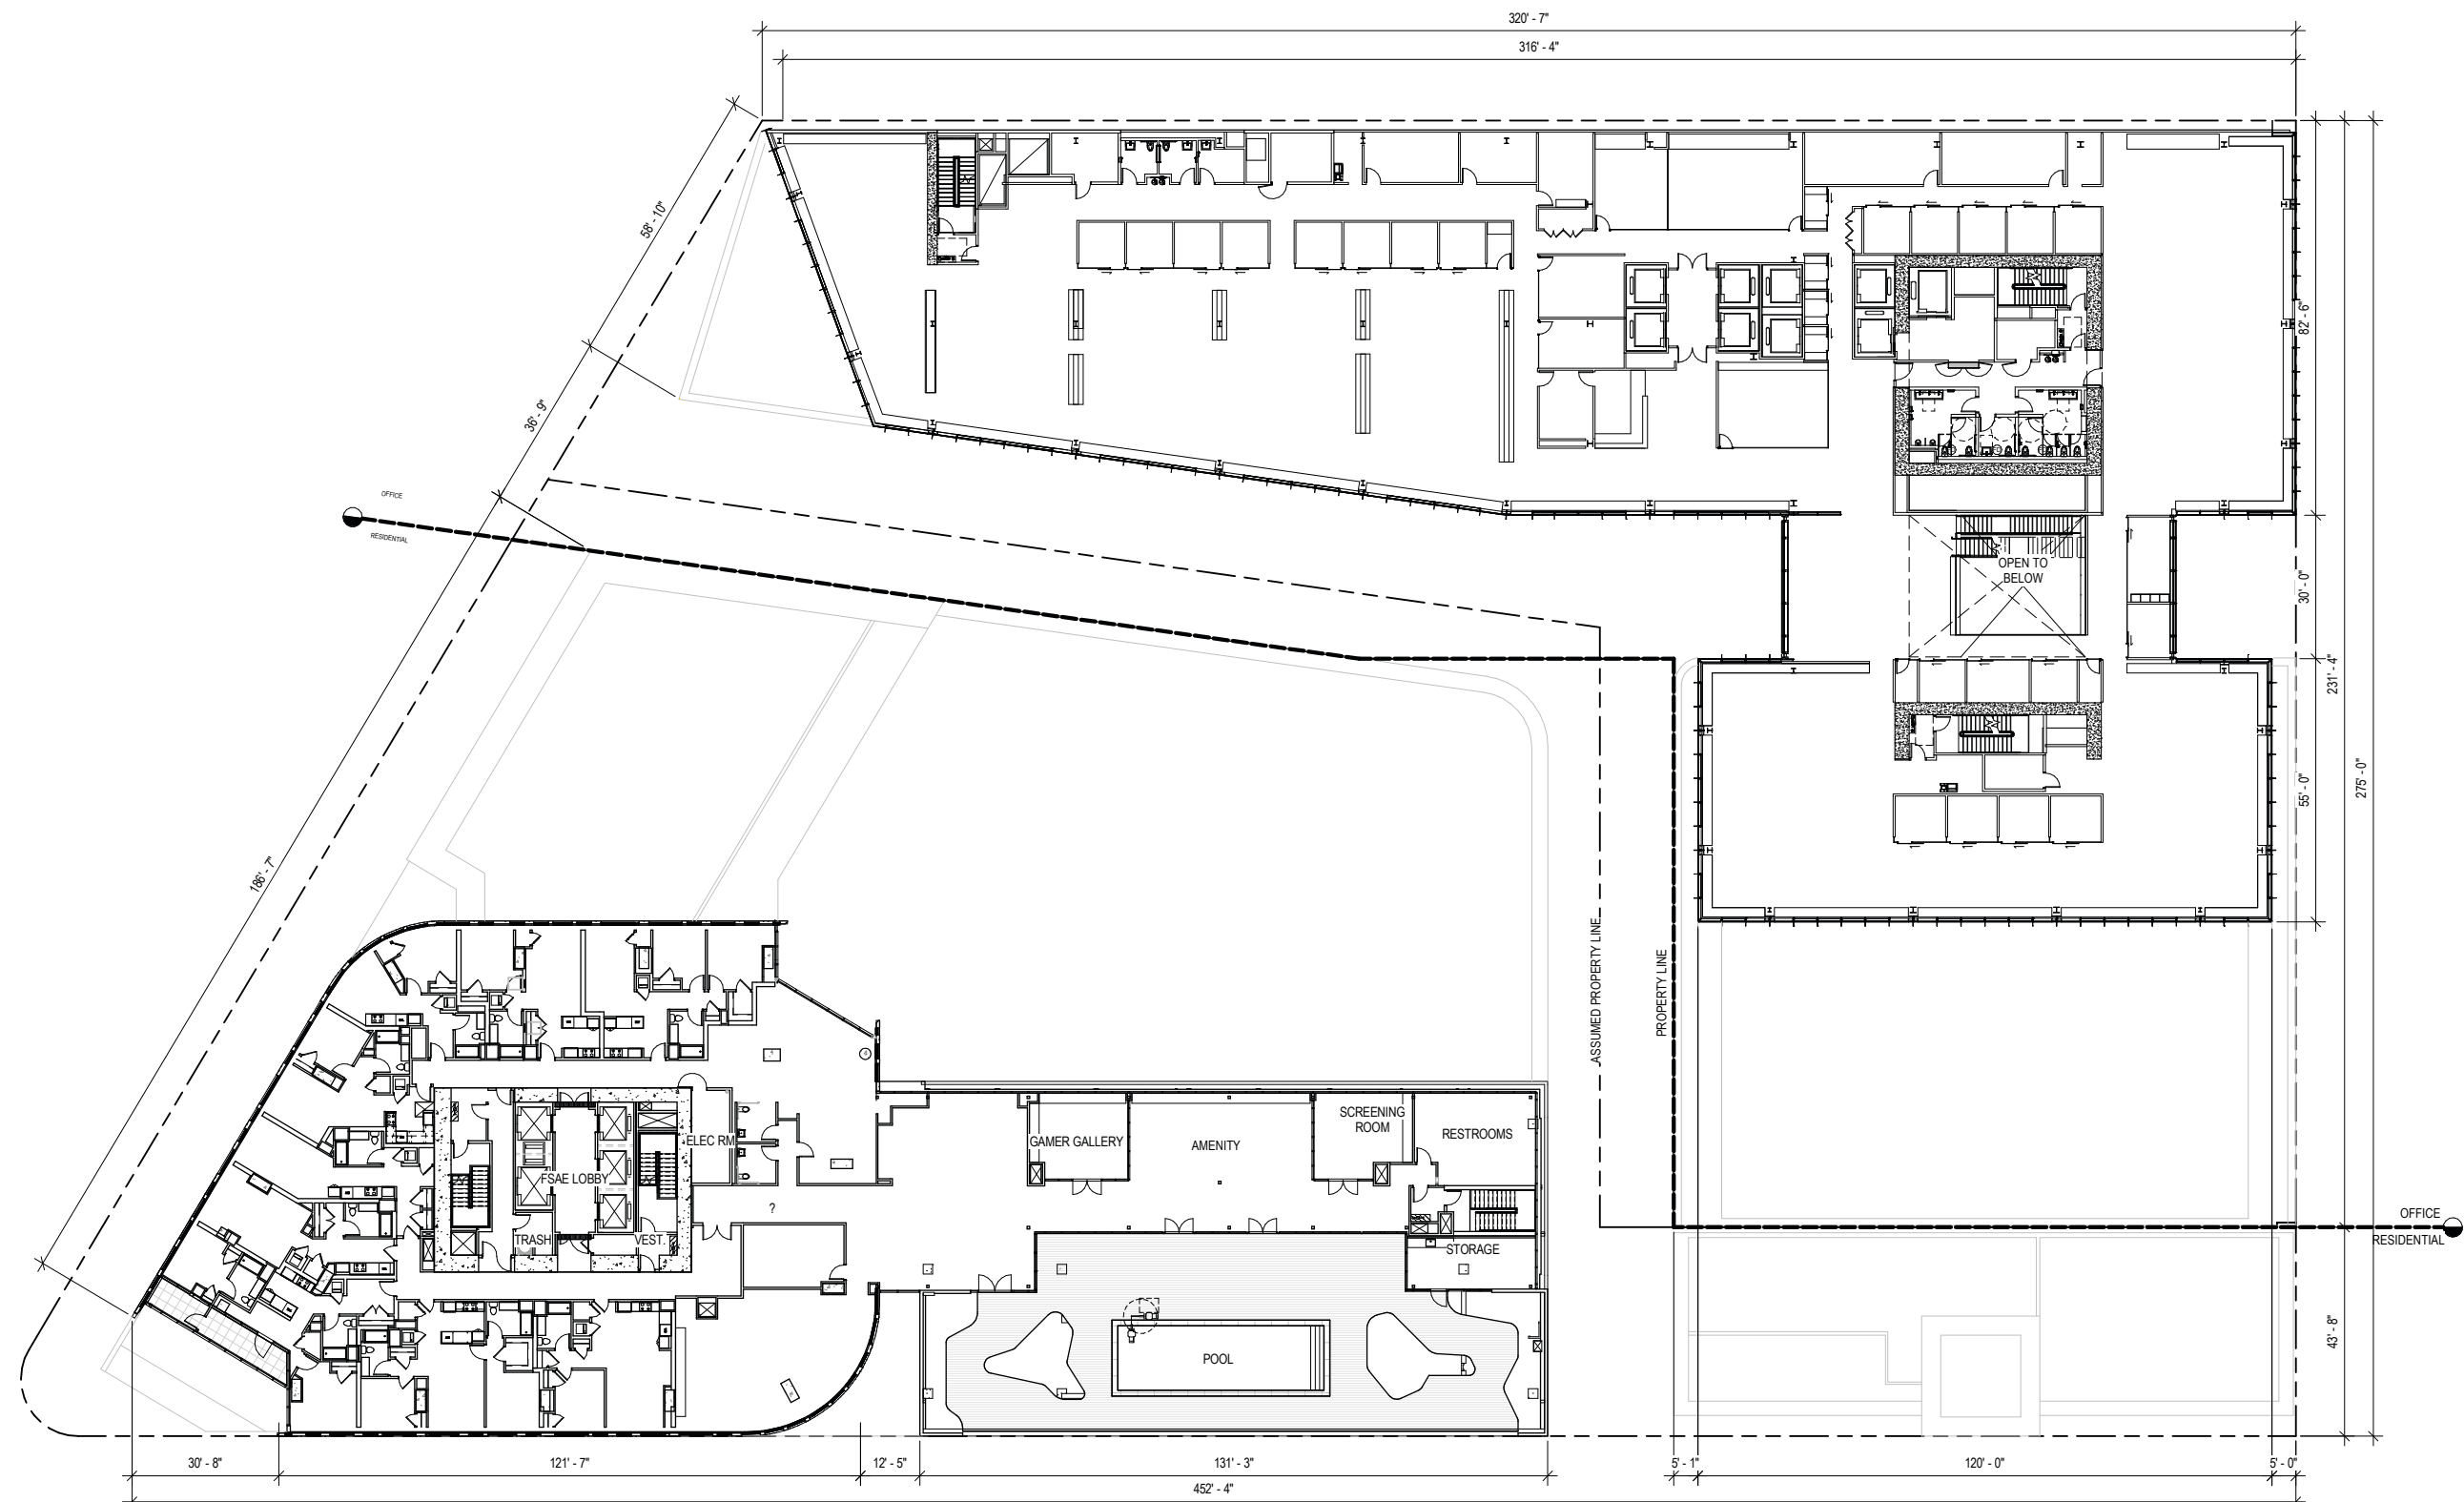 320' - 7"
316' - 4"
58' - 10"
36' - 9"
OFFICE
RESIDENTIAL
82' - 6"
OPEN TO
BELOW
30' - 0"
231' - 4"
275' - 0"
55' - 0"
186' - 7"
ASSUMED PROPERTY LINE
PROPERTY LINE
4
ELEC RM
FSAE LOBBY
GAMER GALLERY
AMENITY
SCREENING
ROOM
RESTROOMS
?
TRASH
VEST.
STORAGE
OFFICE
RESIDENTIAL
POOL
43' - 8"
30' - 8"
121' - 7"
12' - 5"
131' - 3"
5' - 1"
120' - 0"
5' - 0"
452' - 4"